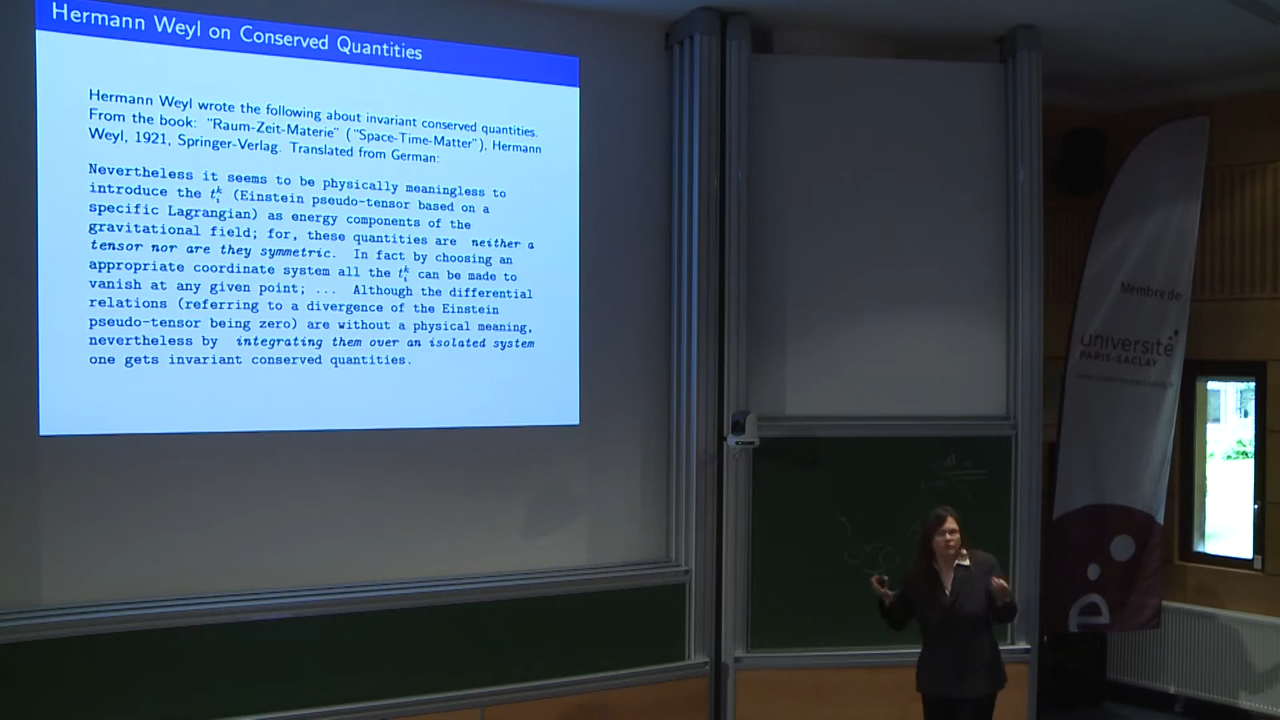 Hermann Weyl on Conserved Quantities
Hermann Weyl wrote the following about invariant conserved quantities.
From the book: "Raum-Zeit-Materie" ("Space-Time-Matter"), Hermann
Weyl, 1921, Springer-Verlag. Translated from German:
Nevertheless it seems to be physically meaningless to
introduce the t_i^k (Einstein pseudo-tensor based on a
specific Lagrangian) as energy components of the
gravitational field; for, these quantities are neither a
tensor nor are they symmetric. In fact by choosing an
appropriate coordinate system all the t_i^k can be made to
vanish at any given point; ... Although the differential
relations (referring to a divergence of the Einstein
pseudo-tensor being zero) are without a physical meaning,
nevertheless by integrating them over an isolated system
one gets invariant conserved quantities.
Membre de
université
PARIS-SACLAY